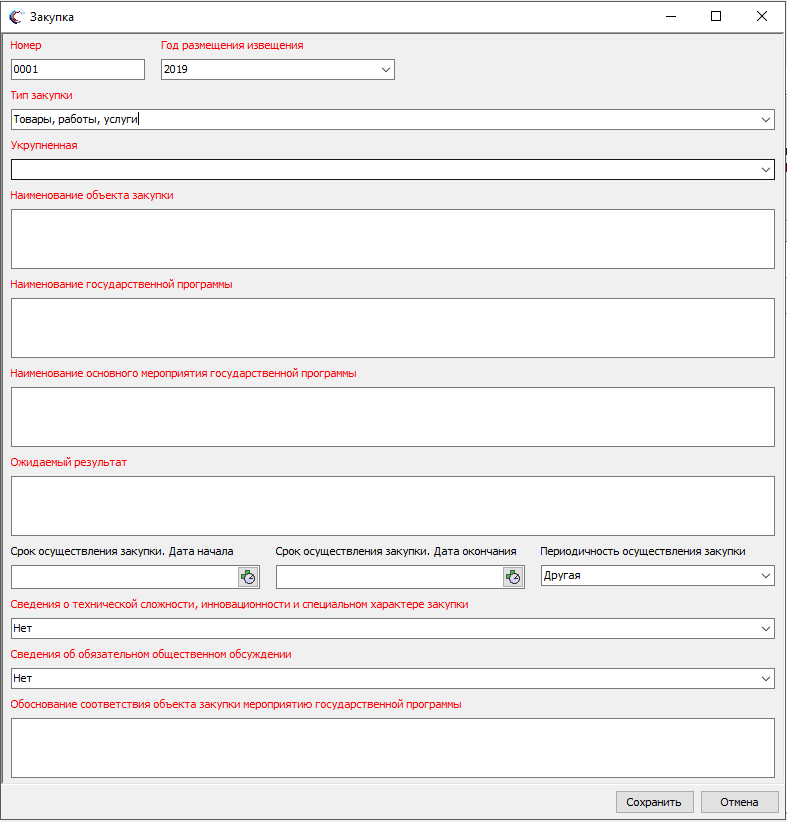 Закупка
Номер Год размещения извещения
0001 2019
Тип закупки
Товары, работы, услуги
Укрупненная
Наименование объекта закупки
Наименование государственной программы
Наименование основного мероприятия государственной программы
Ожидаемый результат
Срок осуществления закупки. Дата начала Срок осуществления закупки. Дата окончания Периодичность осуществления закупки
Другая
Сведения о технической сложности, инновационности и специальном характере закупки
Нет
Сведения об обязательном общественном обсуждении
Нет
Обоснование соответствия объекта закупки мероприятию государственной программы
Сохранить Отмена